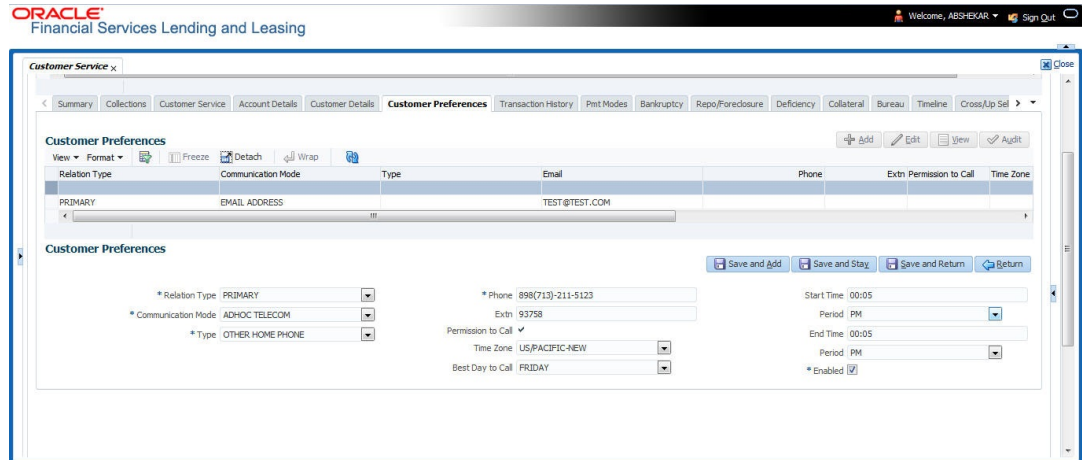 ORACLE
Financial Services Lending and Leasing
Welcome, ABSHEKAR Sign Out
Customer Service x
Close
Summary Collections Customer Service Account Details Customer Details Customer Preferences Transaction History Pmt Modes Bankruptcy Repo/Foreclosure Deficiency Collateral Bureau Timeline Cross/Up Sel
Customer Preferences
Add Edit View Audit
View Format Freeze Detach Wrap
Relation Type Communication Mode Type Email Phone Extn Permission to Call Time Zone
PRIMARY EMAIL ADDRESS TEST@TEST.COM
Customer Preferences
Save and Add Save and Stay Save and Return Return
* Relation Type PRIMARY * Phone 898(713)-211-5123 Start Time 00:05
* Communication Mode ADHOC TELECOM Extn 93758 Period PM
* Type OTHER HOME PHONE Permission to Call End Time 00:05
Time Zone US/PACIFIC-NEW Period PM
Best Day to Call FRIDAY * Enabled